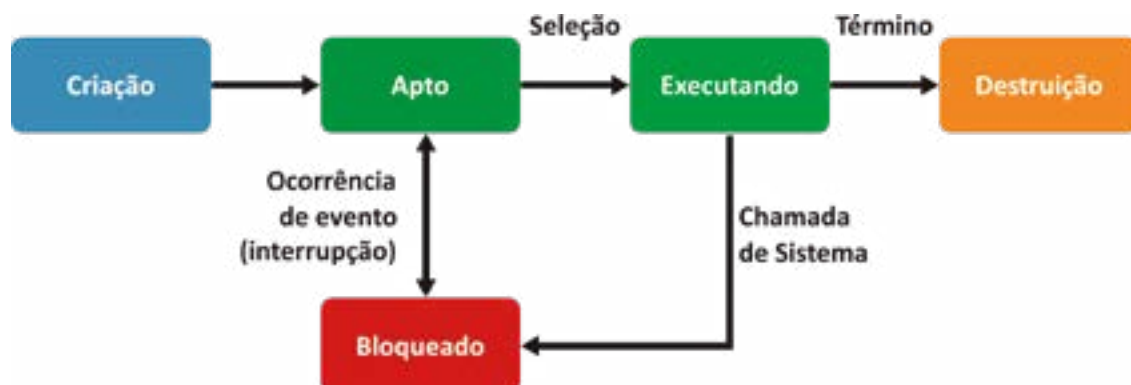 Seleção
Término
Criação
Apto
Executando
Destruição
Ocorrência
de evento
(interrupção)
Chamada
de Sistema
Bloqueado